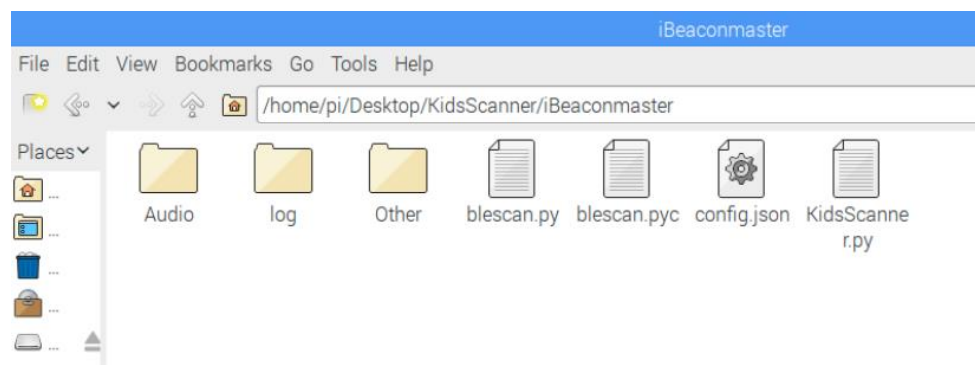 iBeaconmaster
File Edit View Bookmarks Go Tools Help
/home/pi/Desktop/KidsScanner/iBeaconmaster
Places
...
Audio log Other blescan.py blescan.pyc config.json KidsScanne
r.py
...
...
...
...